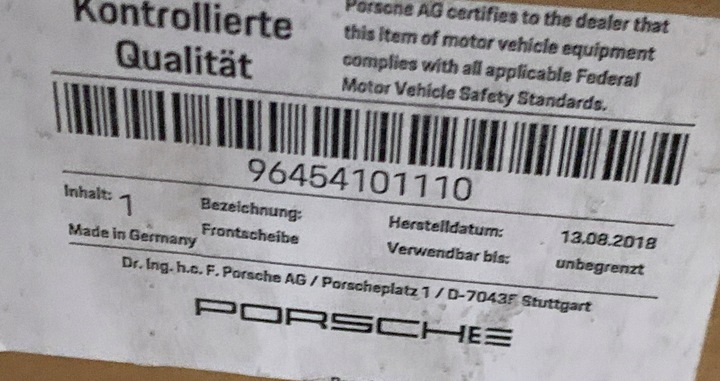 Kontrollierte
Qualität
Porsche AG certifies to the dealer that
this item of motor vehicle equipment
complies with all applicable Federal
Motor Vehicle Safety Standards.
96454101110
Inhalt: 1
Bezeichnung:
Frontscheibe
Herstelldatum: 13.08.2018
Verwendbar bis: unbegrenzt
Made in Germany
Dr. Ing. h.c. F. Porsche AG / Porscheplatz 1 / D-70435 Stuttgart
PORSCHE